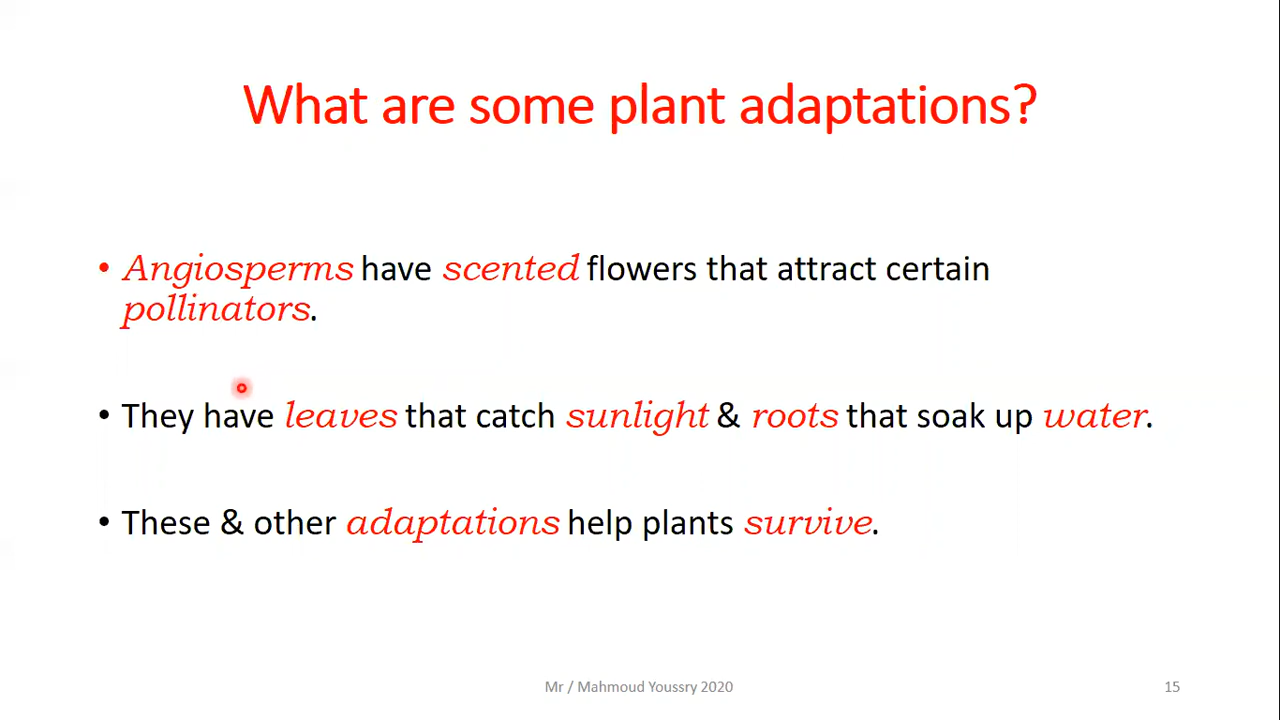 What are some plant adaptations?
• Angiosperms have scented flowers that attract certain
pollinators.
• They have leaves that catch sunlight & roots that soak up water.
• These & other adaptations help plants survive.
Mr / Mahmoud Youssry 2020
15